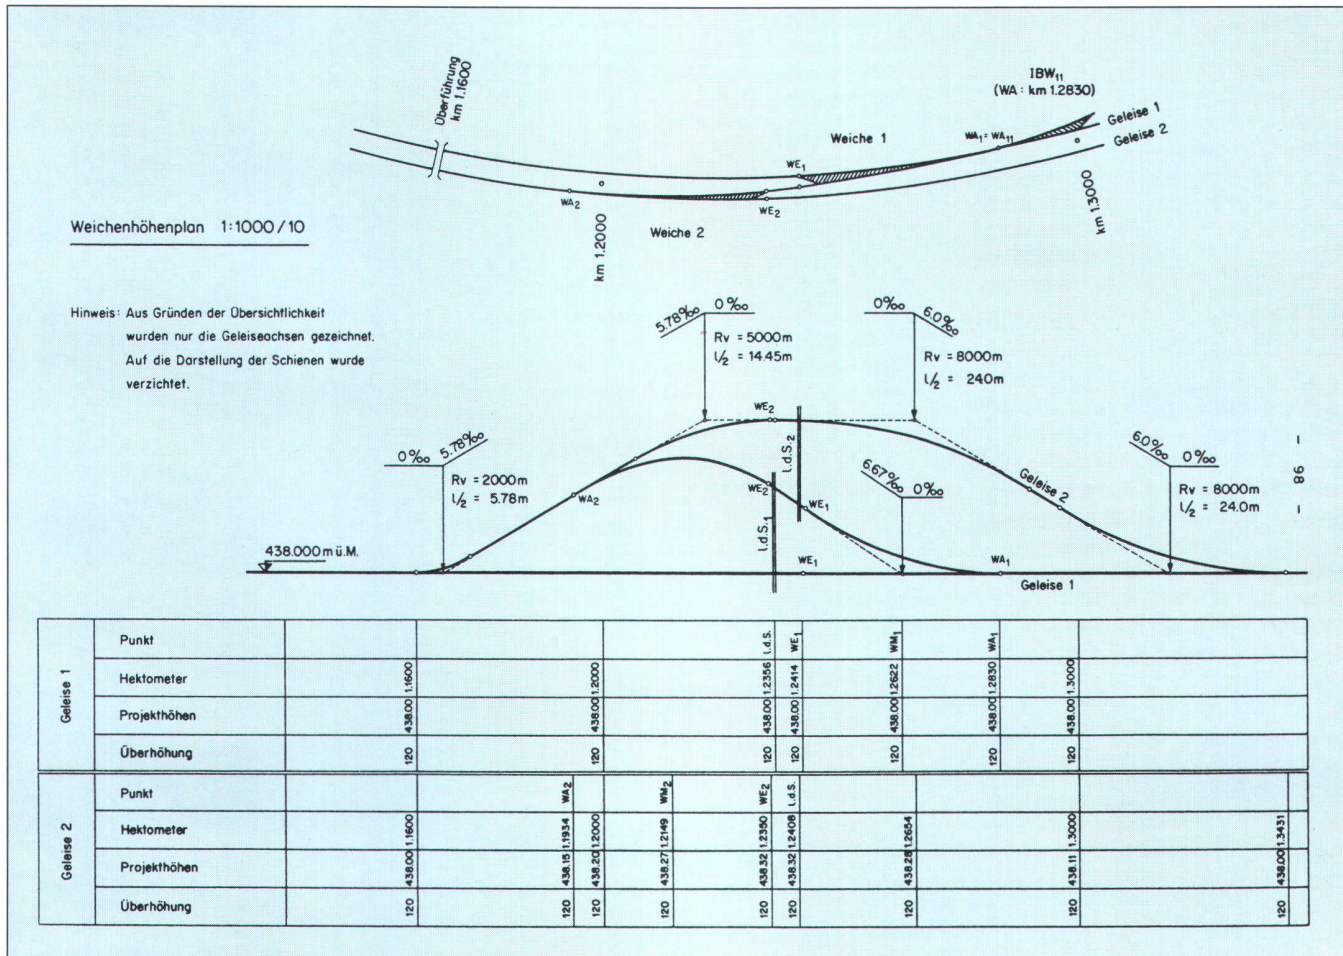 Überführung
km 1.1600
IBW11
(WA : km 1.2830)
Geleise 1
Geleise 2
Weiche 1
WA1 = WA11
WE1
WA2
WE2
Weiche 2
km 1.2000
km 1.3000
Weichenhöhenplan 1:1000/10
Hinweis: Aus Gründen der Übersichtlichkeit
wurden nur die Geleiseachsen gezeichnet.
Auf die Darstellung der Schienen wurde
verzichtet.
5.78‰ 0‰
Rv = 5000m
l/2 = 14.45m
0‰ 6.0‰
Rv = 8000m
l/2 = 240m
0‰ 5.78‰
Rv = 2000m
l/2 = 5.78m
WA2
WE2
l.d.S.2
WE2
WE1
l.d.S.1
6.67‰ 0‰
Geleise 2
6.0‰ 0‰
Rv = 8000m
l/2 = 24.0m
– 98 –
438.000 m ü.M.
WE1
WA1
Geleise 1
Geleise 1
Punkt l.d.S. WE1 WM1 WA1
Hektometer 1.1600 1.2000 1.2356 1.2414 1.2622 1.2830 1.3000
Projekthöhen 438.00 438.00 438.00 438.00 438.00 438.00 438.00
Überhöhung 120 120 120 120 120 120 120
Geleise 2
Punkt WA2 WM2 WE2 l.d.S.
Hektometer 1.1600 1.1934 1.2000 1.2149 1.2350 1.2408 1.2654 1.3000 1.3431
Projekthöhen 438.00 438.15 438.20 438.27 438.32 438.32 438.28 438.11 438.00
Überhöhung 120 120 120 120 120 120 120 120 120